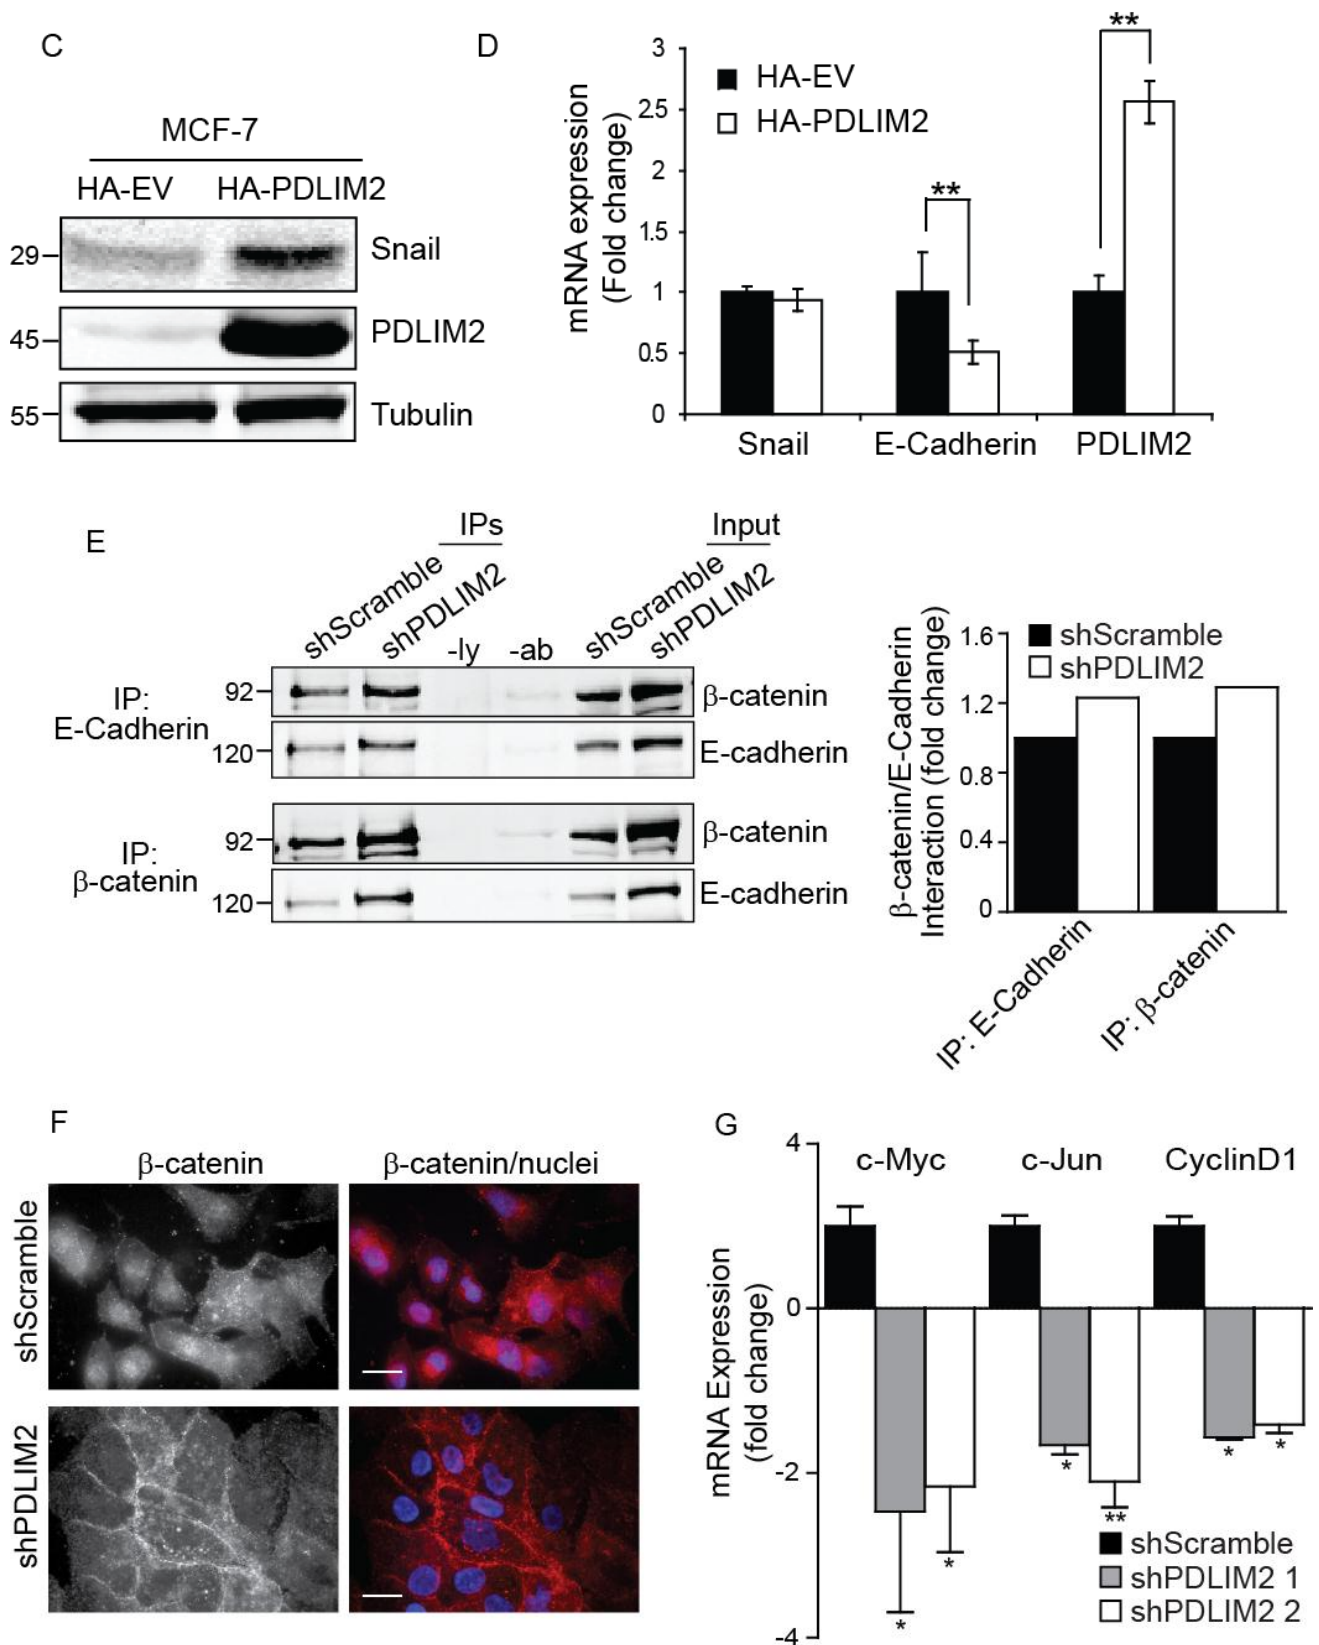 C
MCF-7
HA-EV HA-PDLIM2
29 Snail
45 PDLIM2
55 Tubulin
D
mRNA expression
(Fold change)
3
2.5
2
1.5
1
0.5
0
HA-EV
HA-PDLIM2
**
**
Snail E-Cadherin PDLIM2
E
IPs Input
shScramble shPDLIM2 -ly -ab shScramble shPDLIM2
IP:
E-Cadherin
92 β-catenin
120 E-cadherin
IP:
β-catenin
92 β-catenin
120 E-cadherin
β-catenin/E-Cadherin
Interaction (fold change)
1.6
1.2
0.8
0.4
0
shScramble
shPDLIM2
IP: E-Cadherin
IP: β-catenin
F
β-catenin β-catenin/nuclei
shScramble
shPDLIM2
G
mRNA Expression
(fold change)
4
0
-2
-4
c-Myc c-Jun CyclinD1
*
*
*
**
*
*
shScramble
shPDLIM2 1
shPDLIM2 2